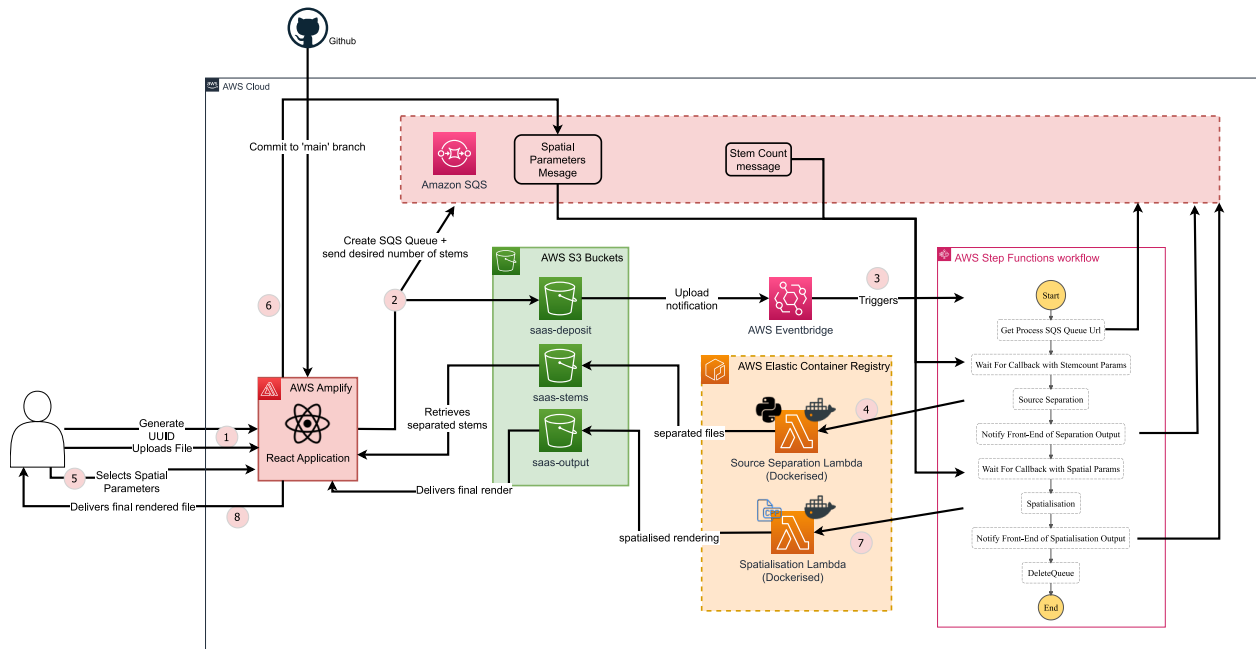 Github
aws
AWS Cloud
Commit to 'main' branch
Amazon SQS
Spatial
Parameters
Mesage
Stem Count
message
Create SQS Queue +
send desired number of stems
AWS S3 Buckets
saas-deposit
saas-stems
saas-output
Upload
notification
AWS Eventbridge
3
Triggers
AWS Step Functions workflow
Start
Get Process SQS Queue Url
Wait For Callback with Stemcount Params
Source Separation
Notify Front-End of Separation Output
Wait For Callback with Spatial Params
Spatialisation
Notify Front-End of Spatialisation Output
DeleteQueue
End
6
2
AWS Amplify
React Application
Generate
UUID
1
Uploads File
5
Selects Spatial
Parameters
Delivers final rendered file
8
Retrieves
separated stems
Delivers final render
AWS Elastic Container Registry
4
separated files
Source Separation Lambda
(Dockerised)
CPP
7
spatialised rendering
Spatialisation Lambda
(Dockerised)